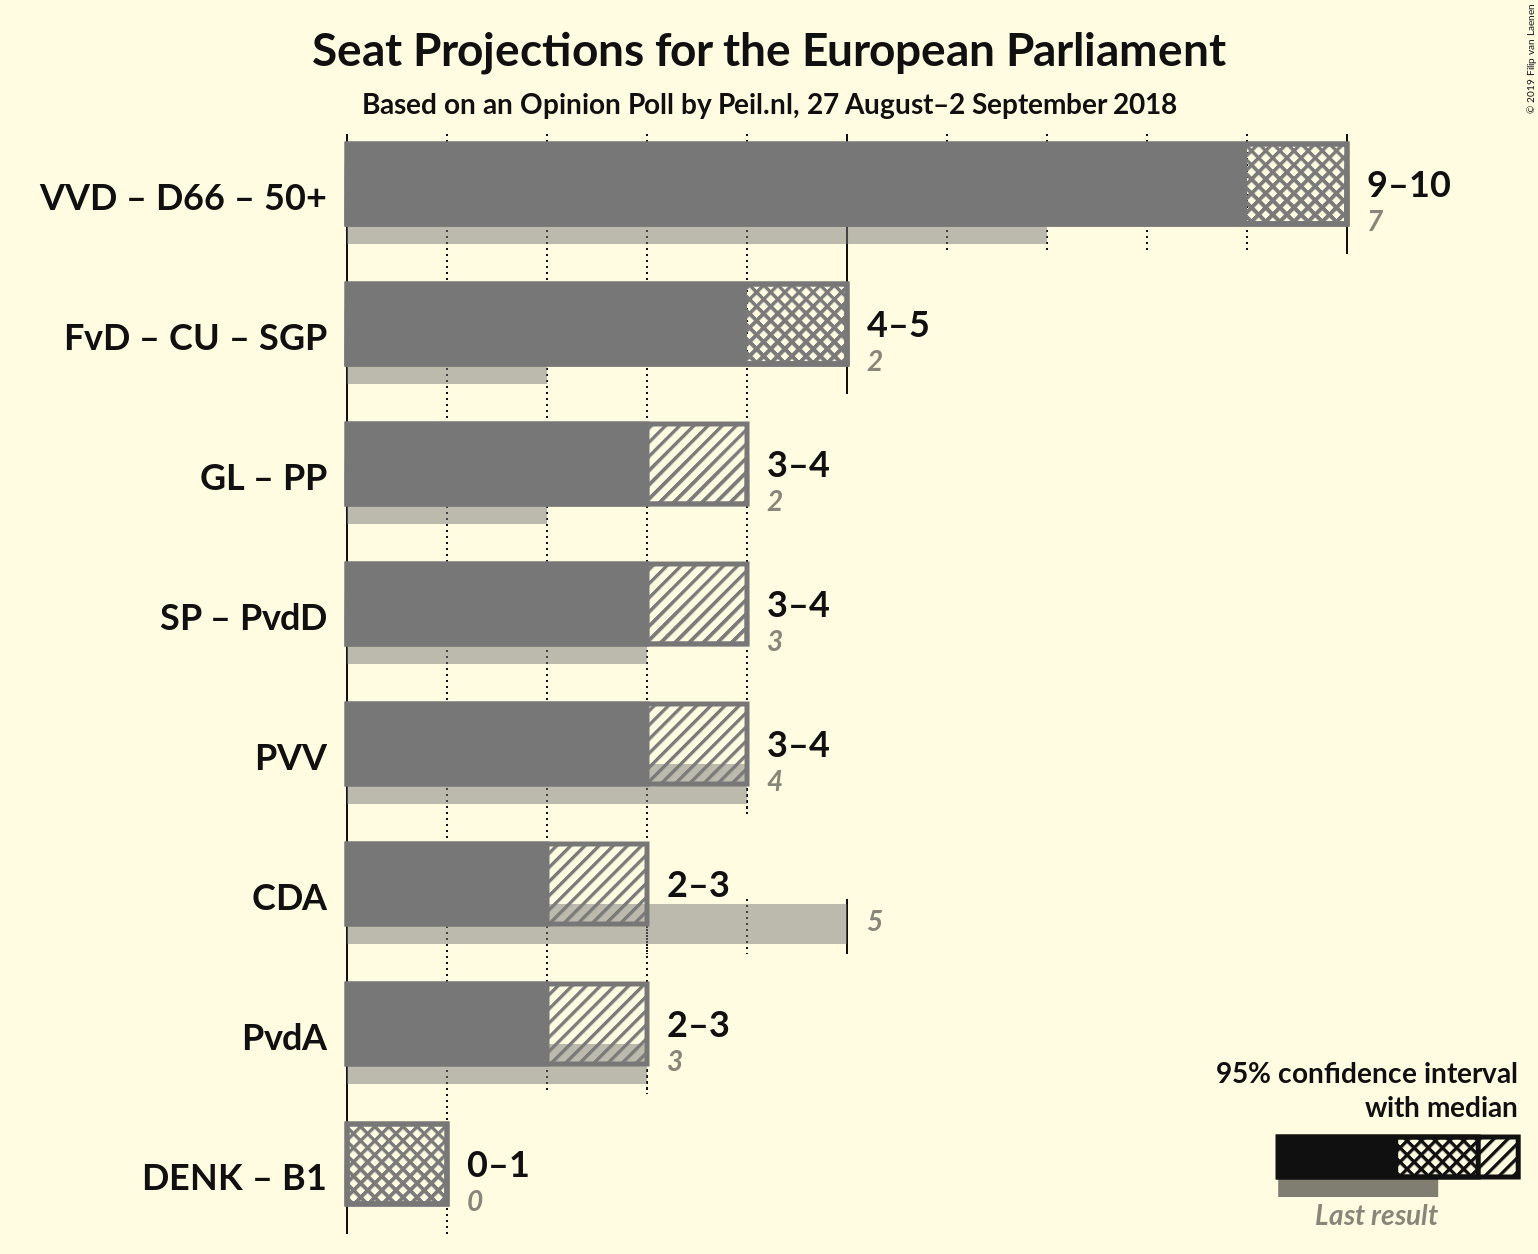 Seat Projections for the European Parliament
Based on an Opinion Poll by Peil.nl, 27 August–2 September 2018
© 2019 Filip van Laenen
VVD – D66 – 50+
9–10
7
FvD – CU – SGP
4–5
2
GL – PP
3–4
2
SP – PvdD
3–4
3
PVV
3–4
4
CDA
2–3
5
PvdA
2–3
3
DENK – B1
0–1
0
95% confidence interval
with median
Last result